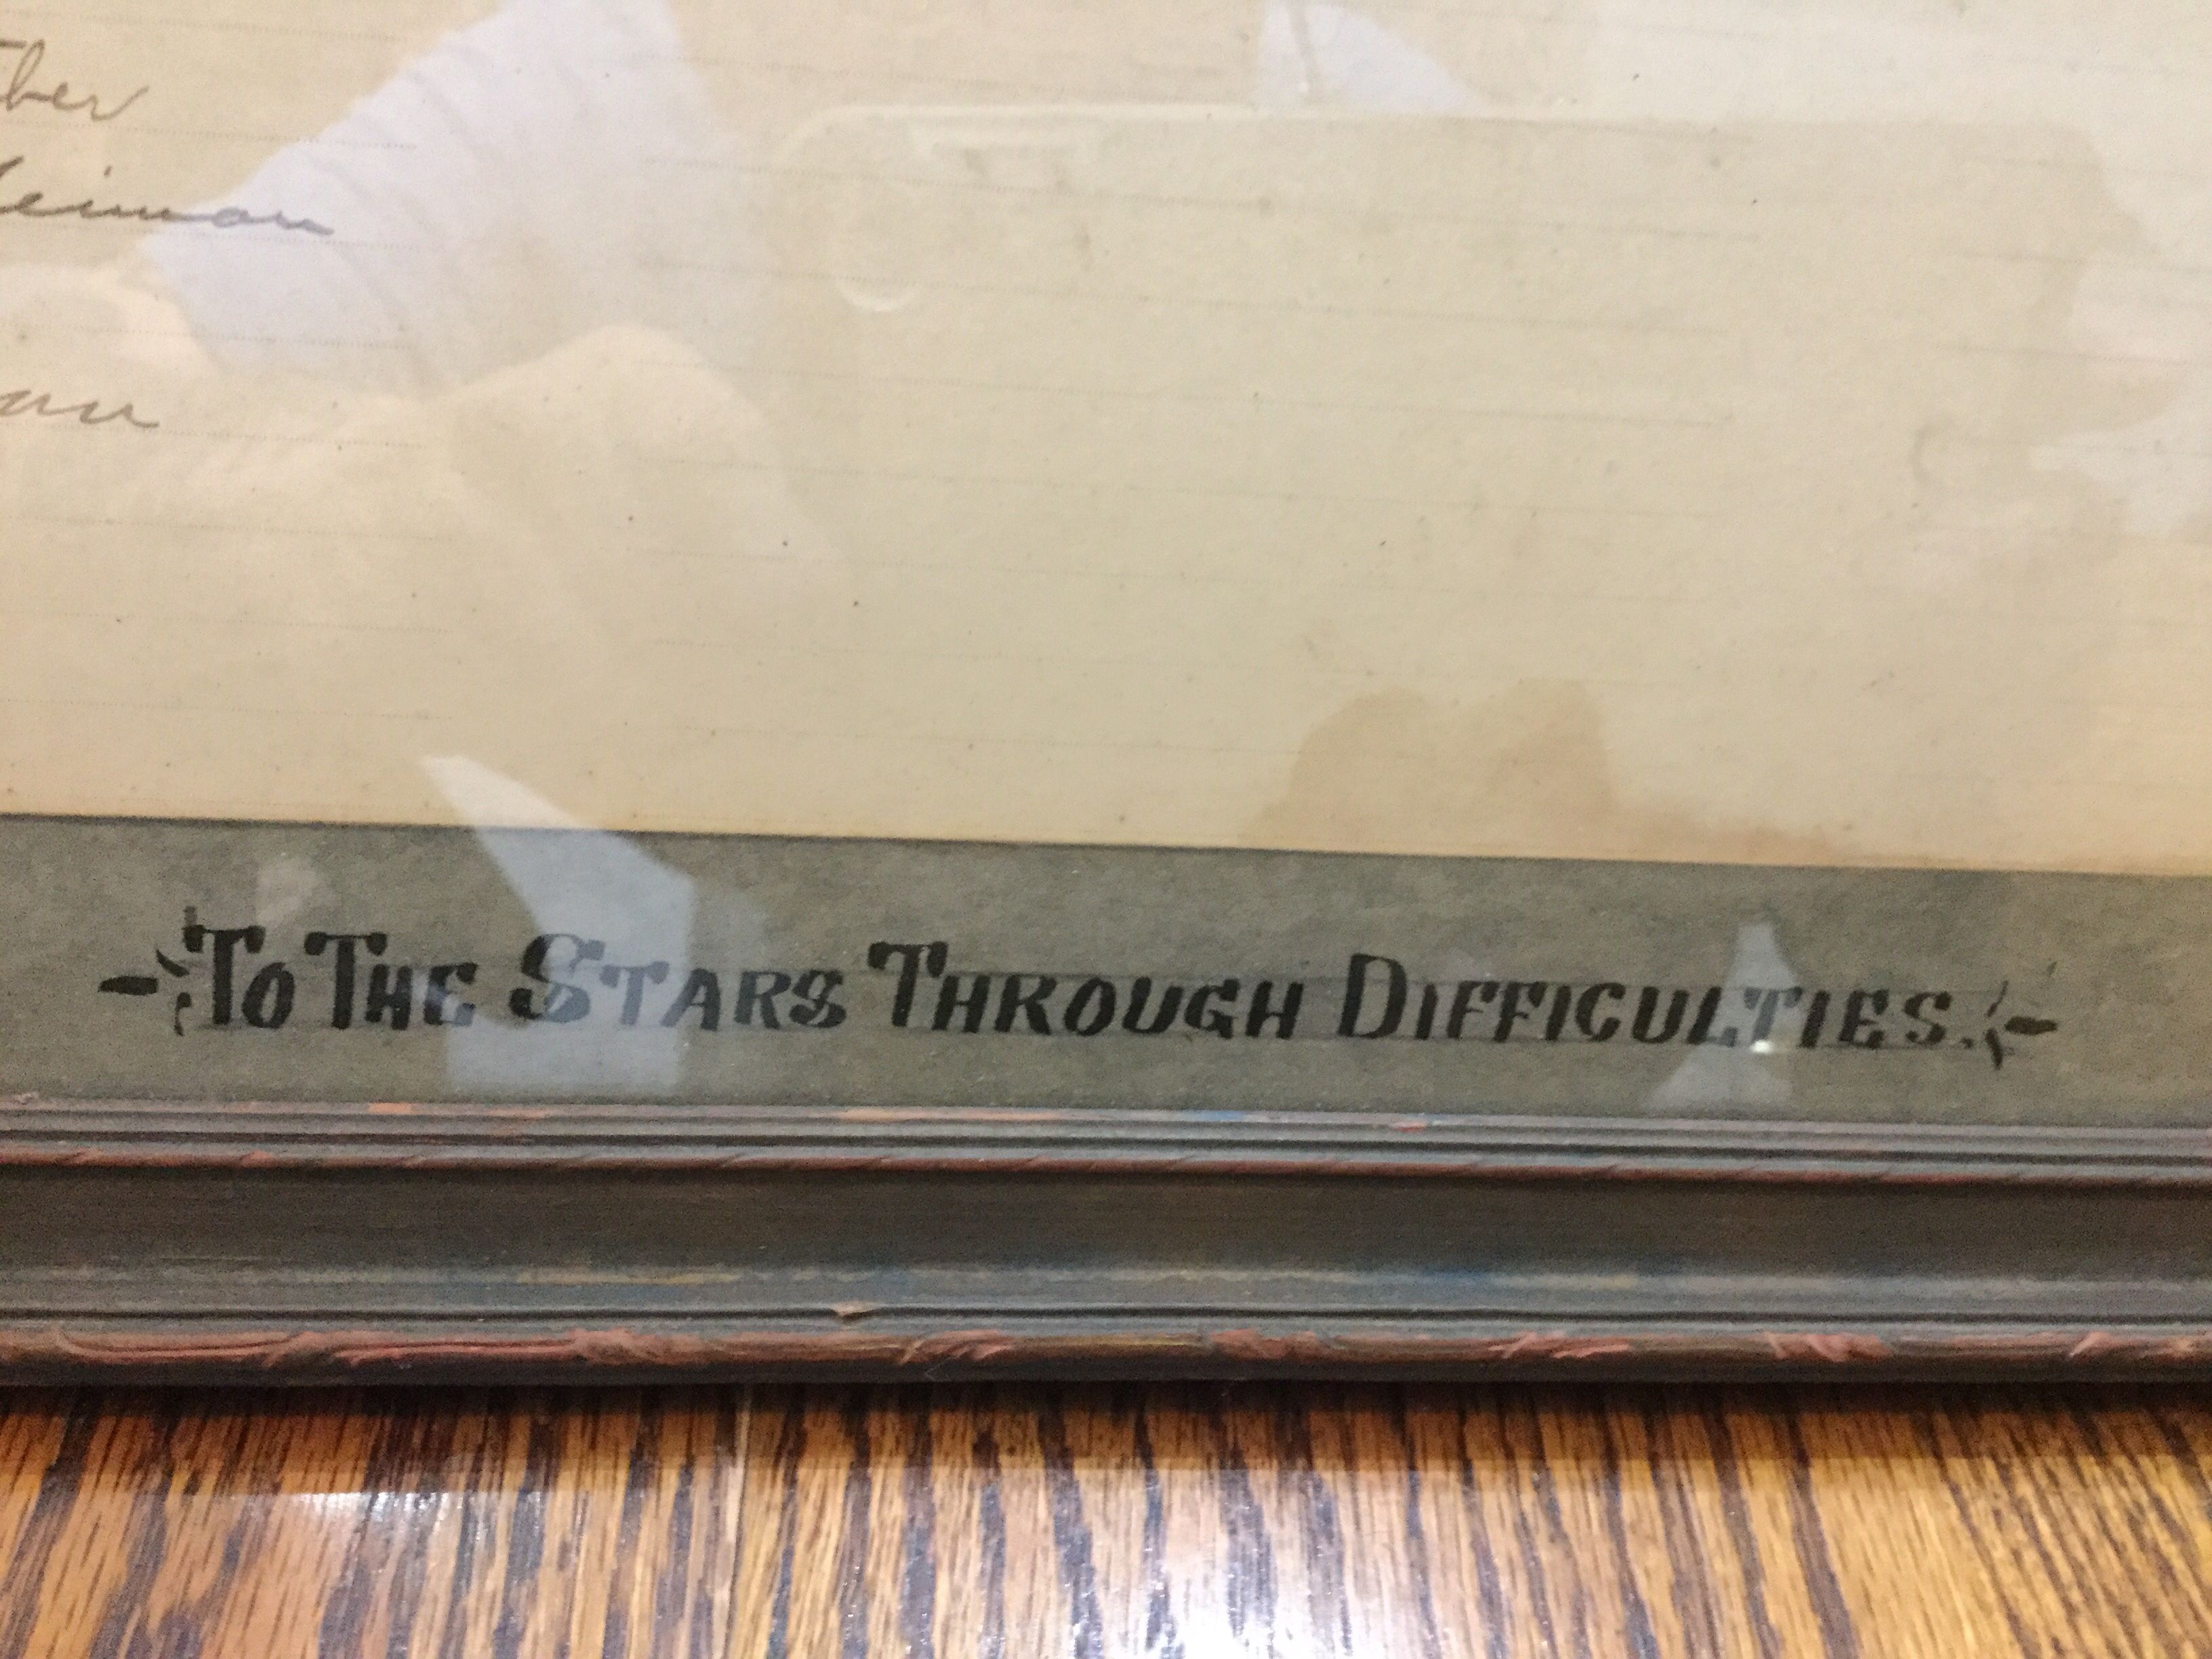 To The Stars Through Difficulties.